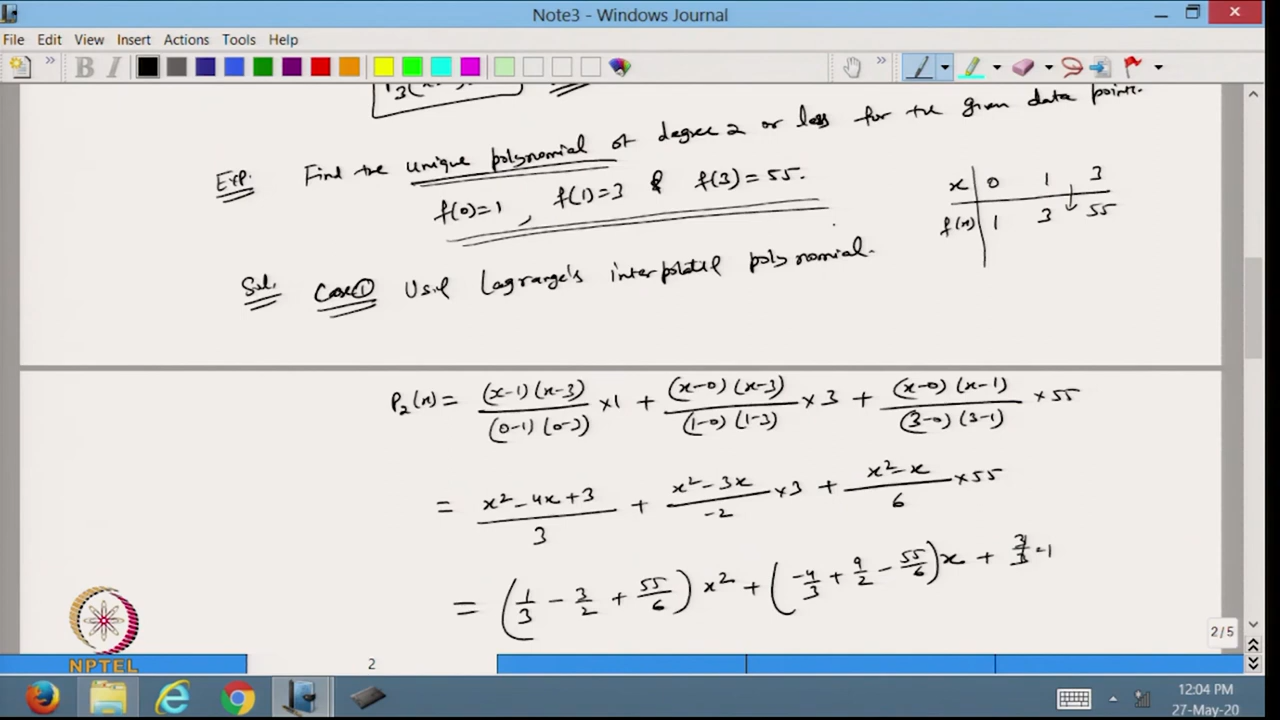 Note3 - Windows Journal
File Edit View Insert Actions Tools Help
Exp. Find the unique polynomial of degree 2 or less for the given data points.
f(0)=1, f(1)=3 & f(3)=55.
x | 0 1 3
f(x) | 1 3 55
Sol. Case① Using Lagrange's interpolating polynomial.
P₂(x) = (x-1)(x-3)/(0-1)(0-3) ×1 + (x-0)(x-3)/(1-0)(1-3) ×3 + (x-0)(x-1)/(3-0)(3-1) ×55
= x²-4x+3/3 + x²-3x/-2 ×3 + x²-x/6 ×55
= (1/3 - 3/2 + 55/6) x² + (-4/3 + 9/2 - 55/6) x + 3/3 = 1
2/5
NPTEL
2
12:04 PM
27-May-20